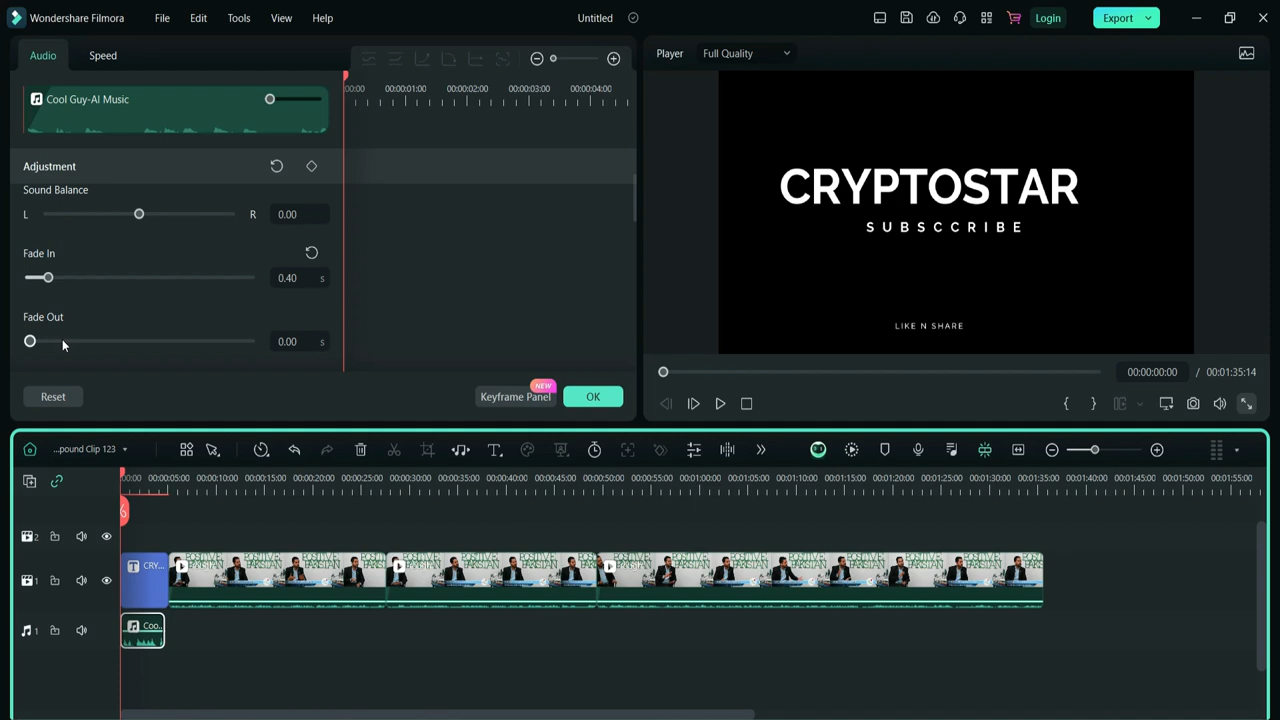 Wondershare Filmora File Edit Tools View Help Untitled Login Export
Audio Speed
Player Full Quality
Cool Guy-AI Music
00:00 00:00:01:00 00:00:02:00 00:00:03:00 00:00:04:00
Adjustment
Sound Balance
L R 0.00
Fade In
0.40 s
Fade Out
0.00 s
Reset NEW Keyframe Panel OK
CRYPTOSTAR
SUBSCCRIBE
LIKE N SHARE
00:00:00:00 / 00:01:35:14
...pound Clip 123
00:00 00:00:05:00 00:00:10:00 00:00:15:00 00:00:20:00 00:00:25:00 00:00:30:00 00:00:35:00 00:00:40:00 00:00:45:00 00:00:50:00 00:00:55:00 00:01:00:00 00:01:05:00 00:01:10:00 00:01:15:00 00:01:20:00 00:01:25:00 00:01:30:00 00:01:35:00 00:01:40:00 00:01:45:00 00:01:50:00 00:01:55:00
2
1 CRY...
1 Coo...